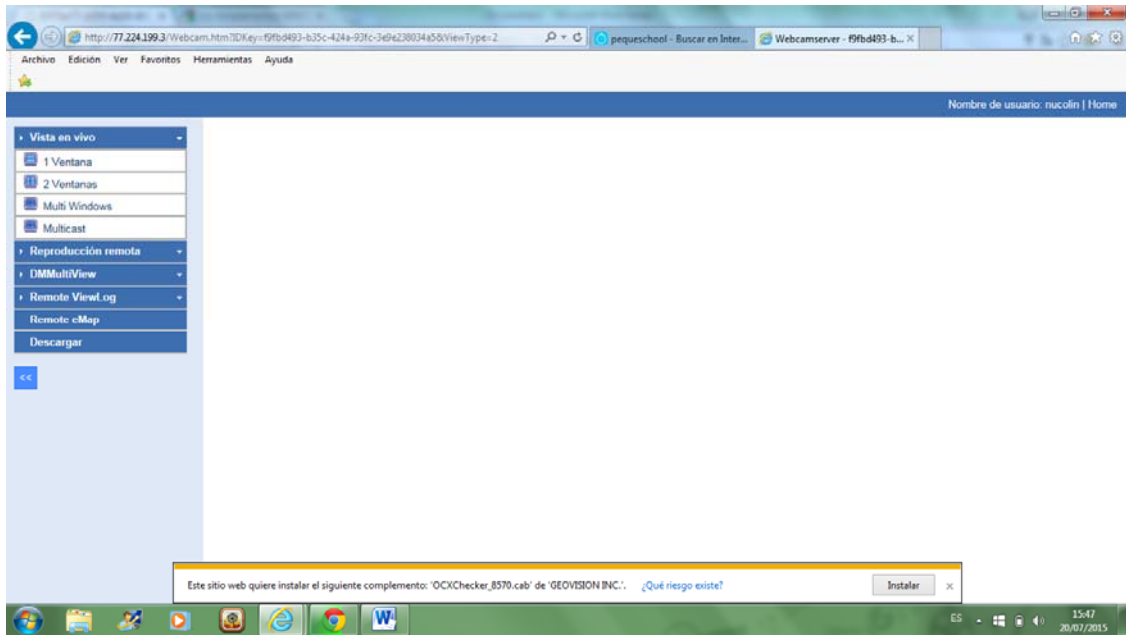 http://77.224.199.3/Webcam.htm?IDKey=f9fbd493-b35c-424a-93fc-3e9e238034a5&ViewType=2
pequeschool - Buscar en Inter...
Webcamserver - f9fbd493-b...
Archivo Edición Ver Favoritos Herramientas Ayuda
Nombre de usuario: nucolin | Home
Vista en vivo
1 Ventana
2 Ventanas
Multi Windows
Multicast
Reproducción remota
DMMultiView
Remote ViewLog
Remote eMap
Descargar
<<
Este sitio web quiere instalar el siguiente complemento: 'OCXChecker_8570.cab' de 'GEOVISION INC.'. ¿Qué riesgo existe? Instalar
ES 15:47
20/07/2015